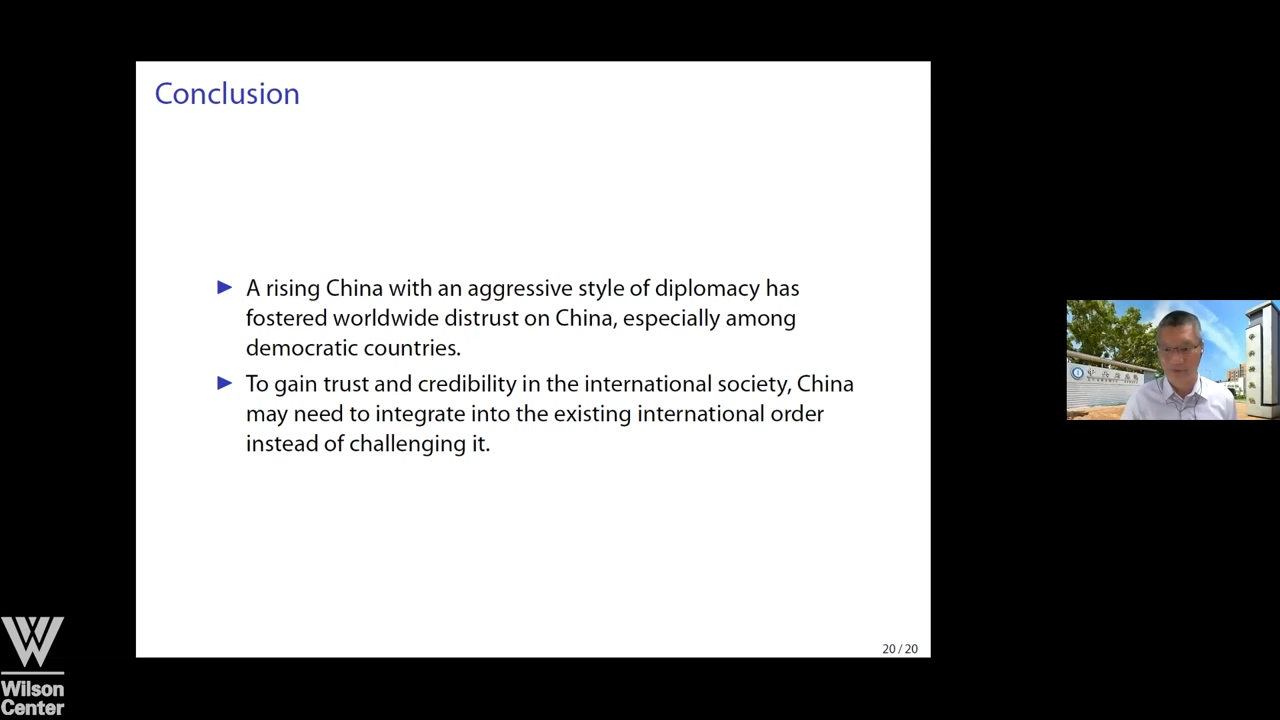 Conclusion
▶ A rising China with an aggressive style of diplomacy has
fostered worldwide distrust on China, especially among
democratic countries.
▶ To gain trust and credibility in the international society, China
may need to integrate into the existing international order
instead of challenging it.
20 / 20
W
Wilson
Center